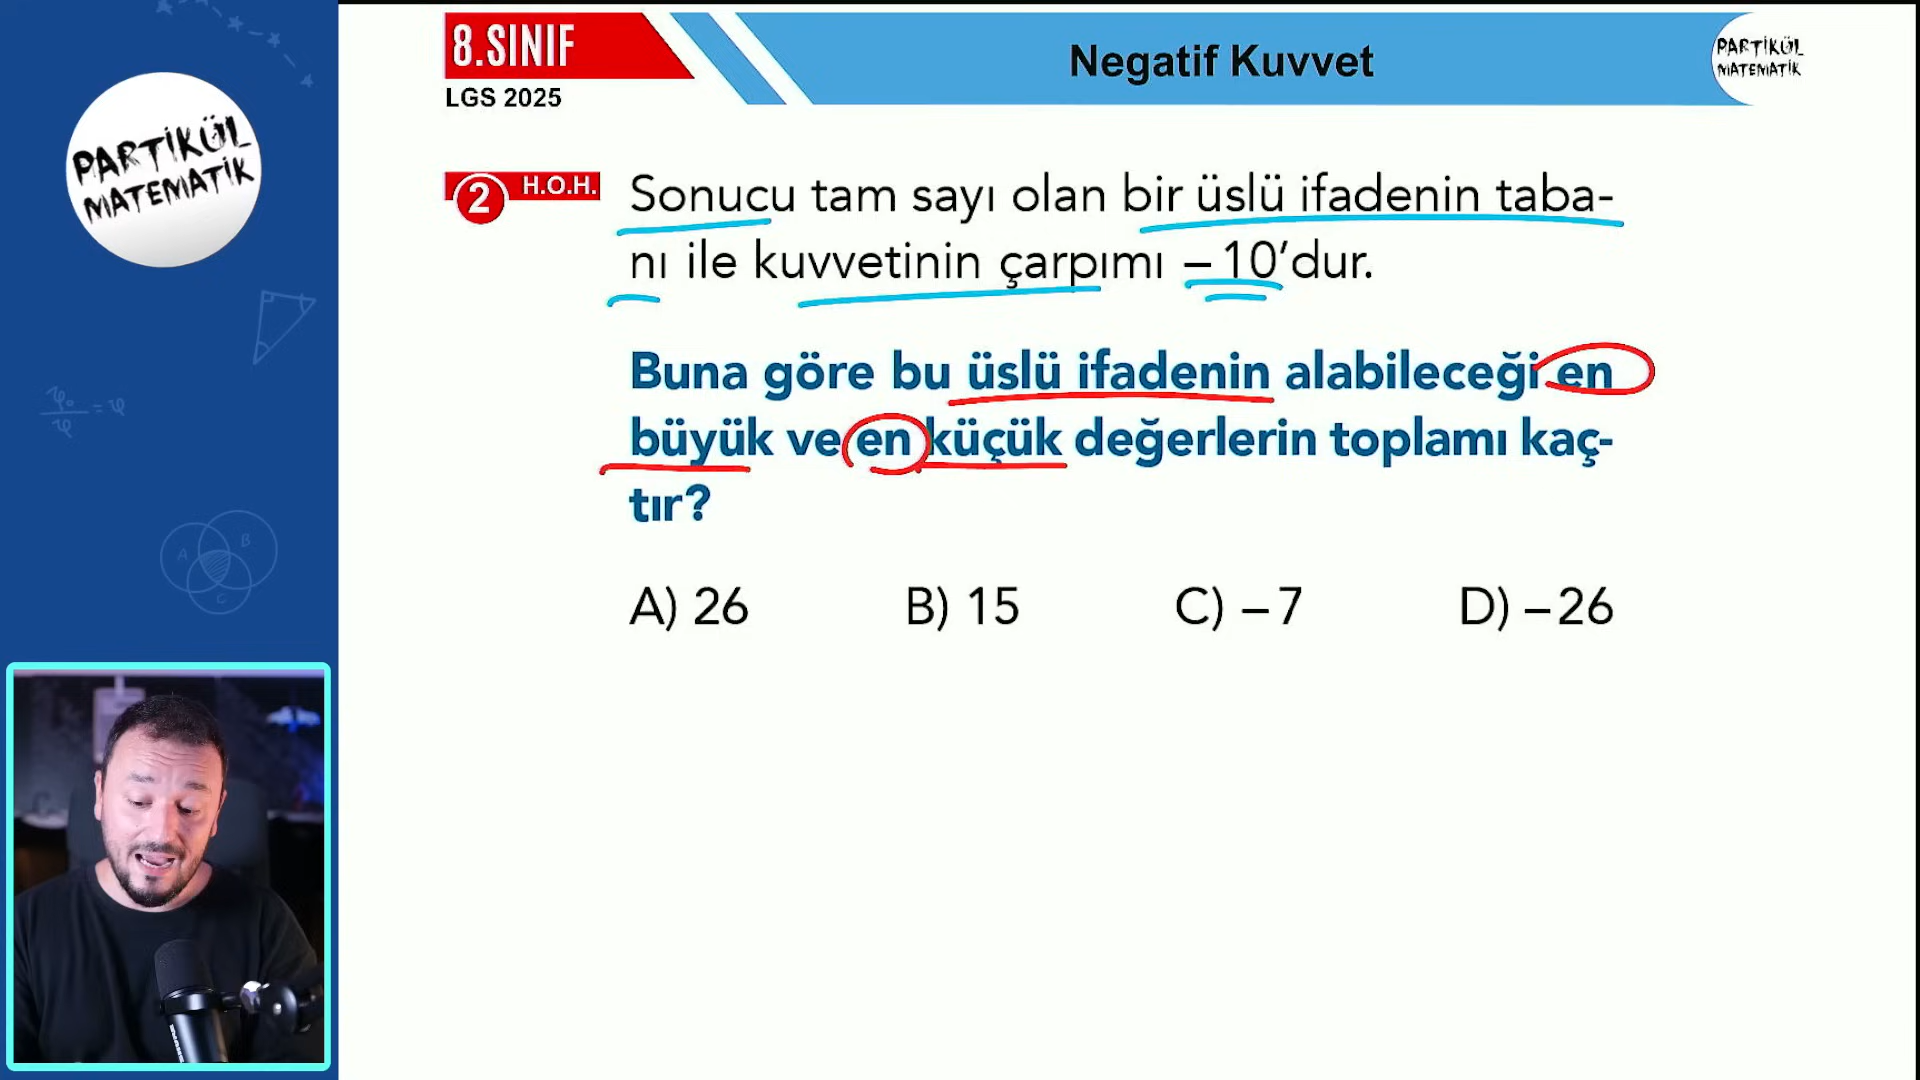 PARTİKÜL
MATEMATİK
8.SINIF
LGS 2025
Negatif Kuvvet
PARTİKÜL
MATEMATİK
2 H.O.H.
Sonucu tam sayı olan bir üslü ifadenin taba-
nı ile kuvvetinin çarpımı – 10’dur.
Buna göre bu üslü ifadenin alabileceği en
büyük ve en küçük değerlerin toplamı kaç-
tır?
A) 26 B) 15 C) – 7 D) – 26
A B
C